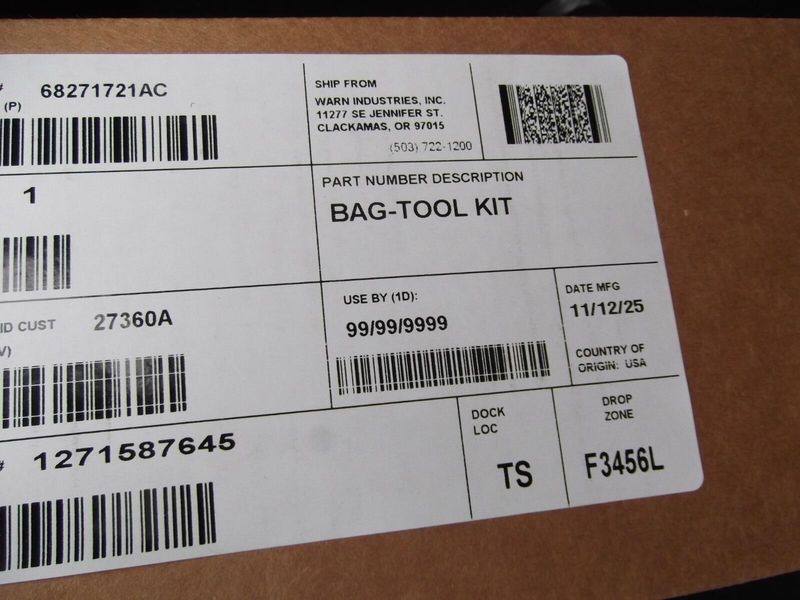 #
(P)
68271721AC
SHIP FROM
WARN INDUSTRIES, INC.
11277 SE JENNIFER ST.
CLACKAMAS, OR 97015
(503) 722-1200
1
PART NUMBER DESCRIPTION
BAG-TOOL KIT
ID CUST
27360A
V)
USE BY (1D):
99/99/9999
DATE MFG
11/12/25
COUNTRY OF
ORIGIN: USA
#
1271587645
DOCK
LOC
TS
DROP
ZONE
F3456L